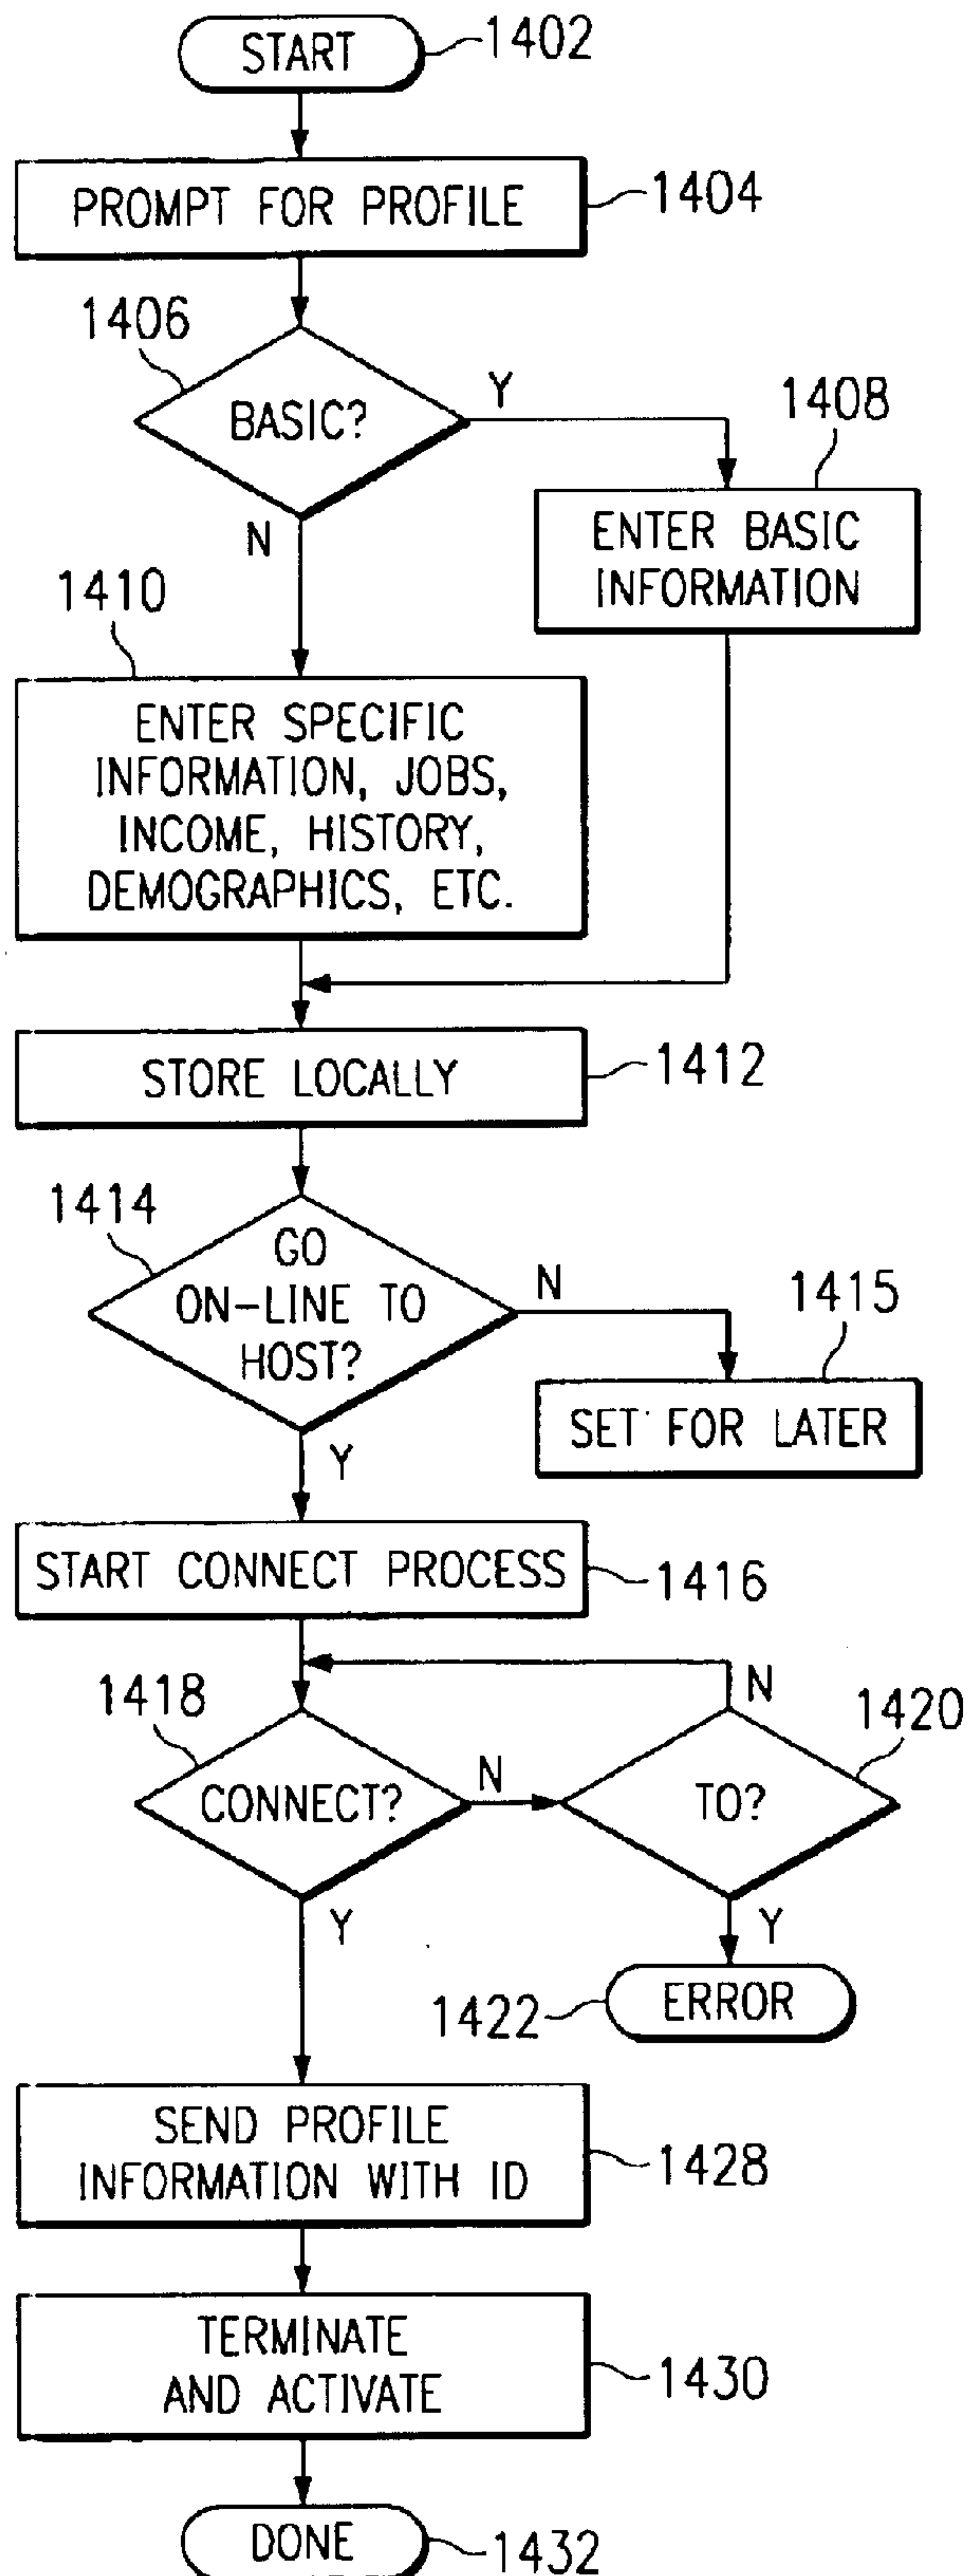 START
1402
PROMPT FOR PROFILE
1404
1406
BASIC?
Y
N
1408
ENTER BASIC
INFORMATION
1410
ENTER SPECIFIC
INFORMATION, JOBS,
INCOME, HISTORY,
DEMOGRAPHICS, ETC.
STORE LOCALLY
1412
1414
GO
ON-LINE TO
HOST?
N
Y
1415
SET FOR LATER
START CONNECT PROCESS
1416
1418
CONNECT?
N
Y
N
1420
TO?
Y
1422
ERROR
SEND PROFILE
INFORMATION WITH ID
1428
TERMINATE
AND ACTIVATE
1430
DONE
1432